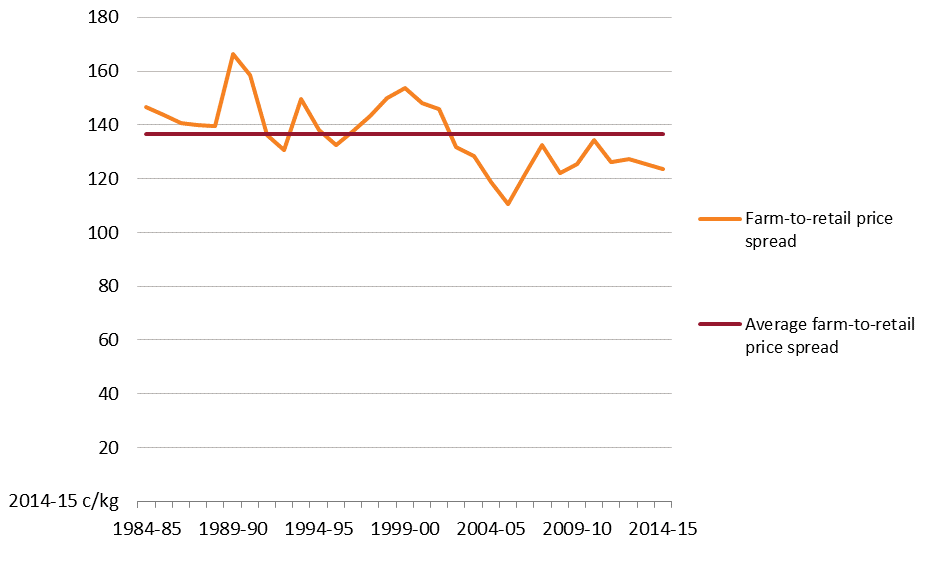 180
160
140
120
100
80
60
40
20
2014-15 c/kg
1984-85 1989-90 1994-95 1999-00 2004-05 2009-10 2014-15
Farm-to-retail price
spread
Average farm-to-retail
price spread